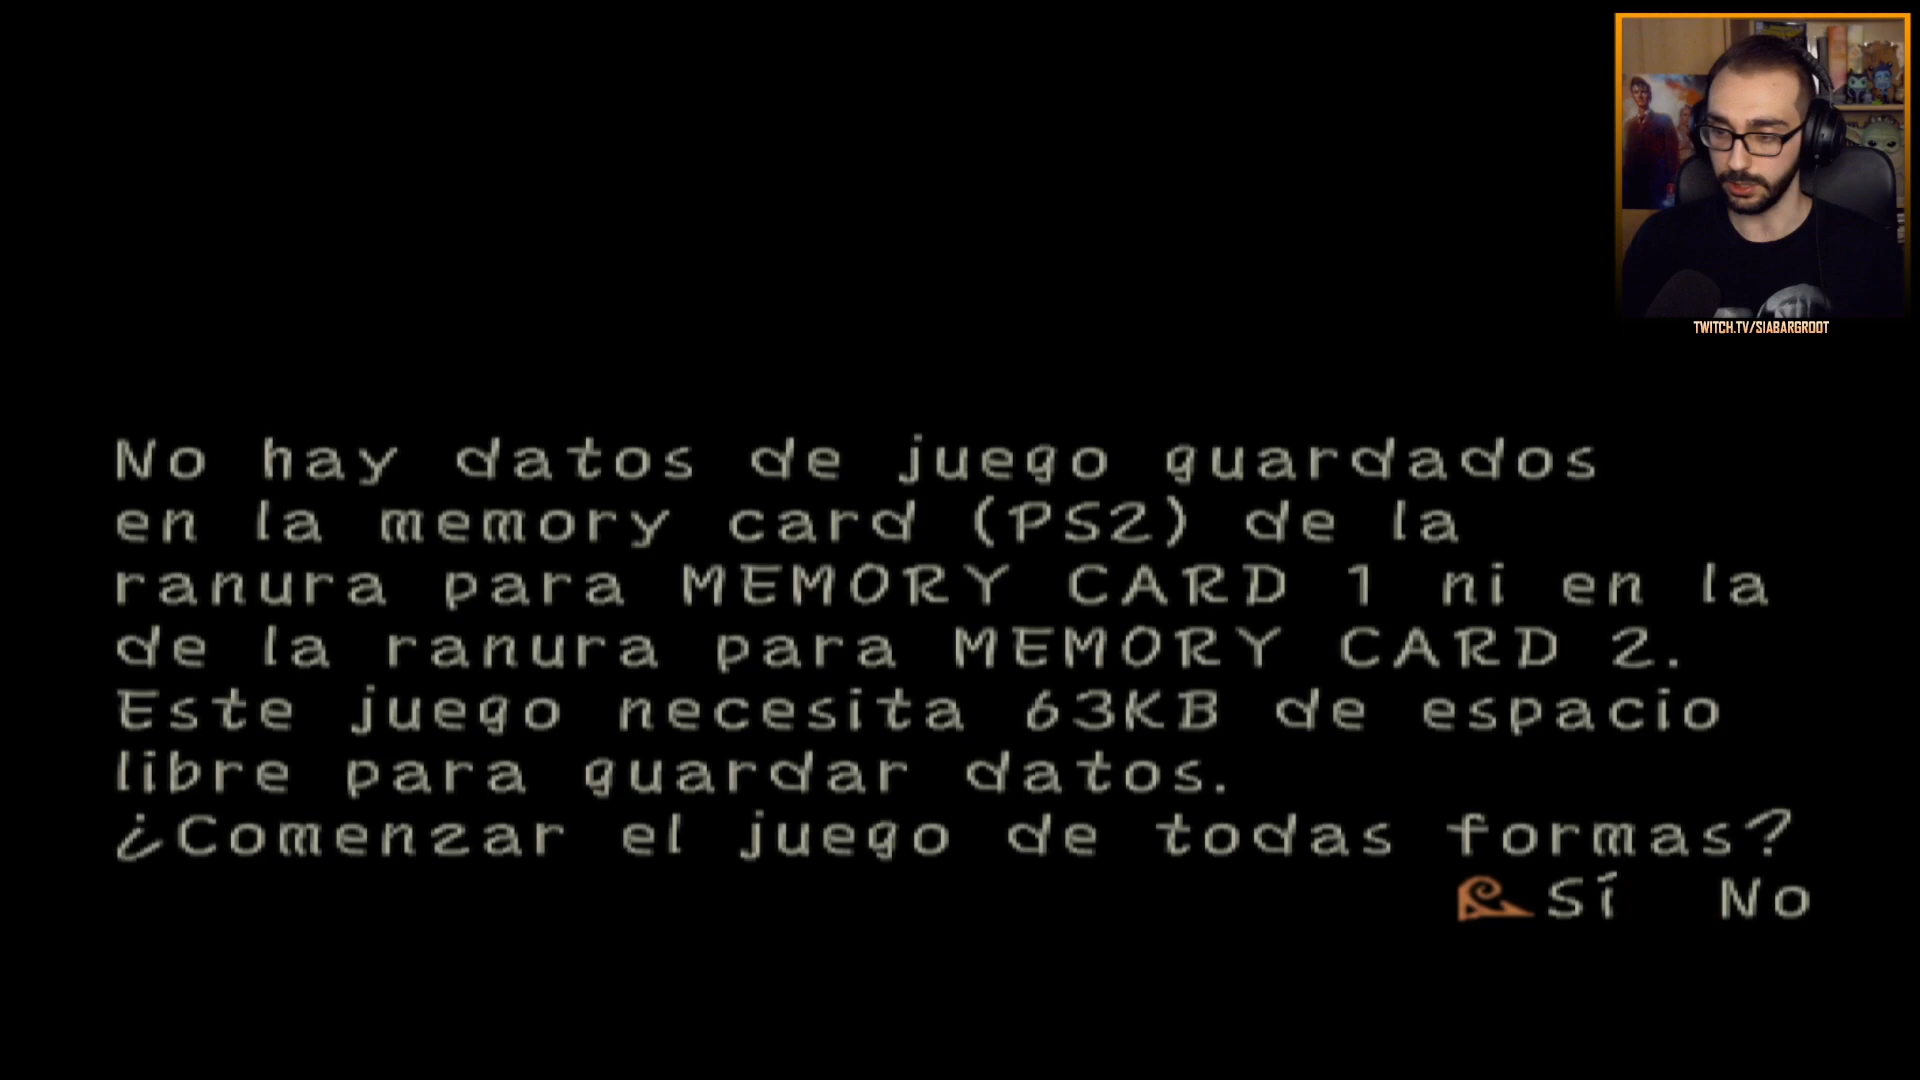 TWITCH.TV/SIABARGROOT
No hay datos de juego guardados
en la memory card (PS2) de la
ranura para MEMORY CARD 1 ni en la
de la ranura para MEMORY CARD 2.
Este juego necesita 63KB de espacio
libre para guardar datos.
¿Comenzar el juego de todas formas?
Sí No